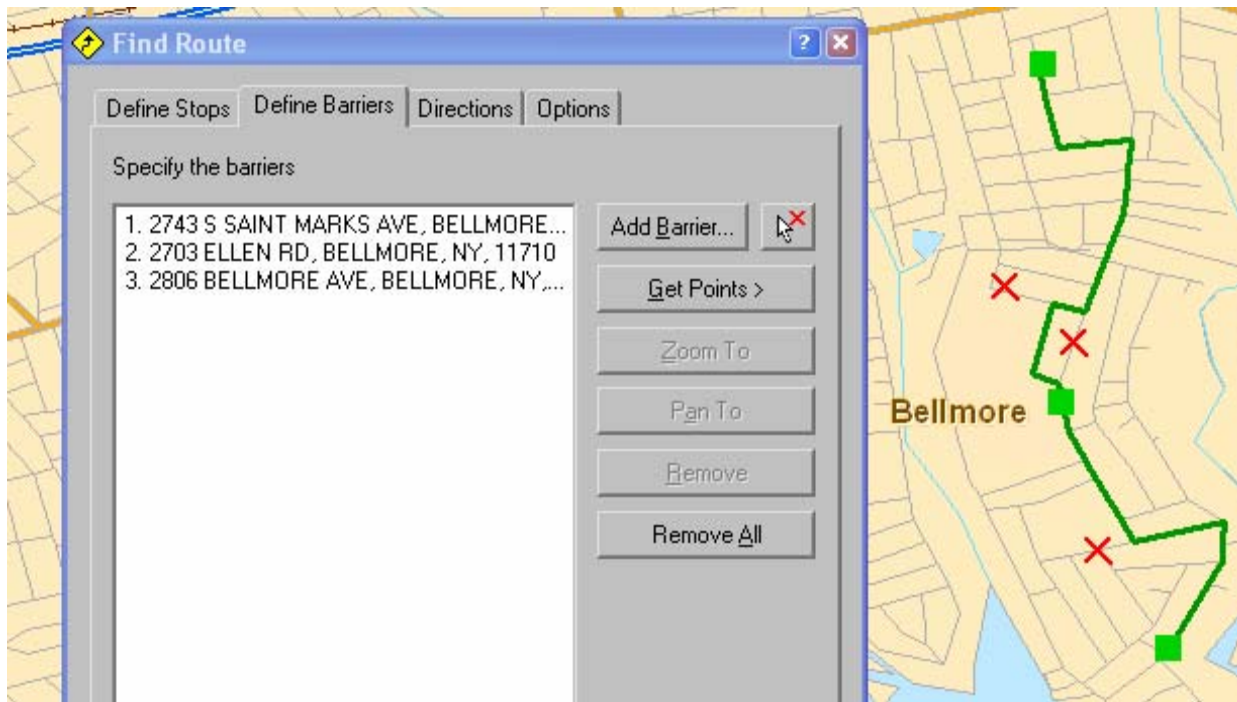 Find Route
Define Stops
Define Barriers
Directions
Options
Specify the barriers
1. 2743 S SAINT MARKS AVE, BELLMORE...
2. 2703 ELLEN RD, BELLMORE, NY, 11710
3. 2806 BELLMORE AVE, BELLMORE, NY,...
Add Barrier...
Get Points >
Zoom To
Pan To
Remove
Remove All
Bellmore